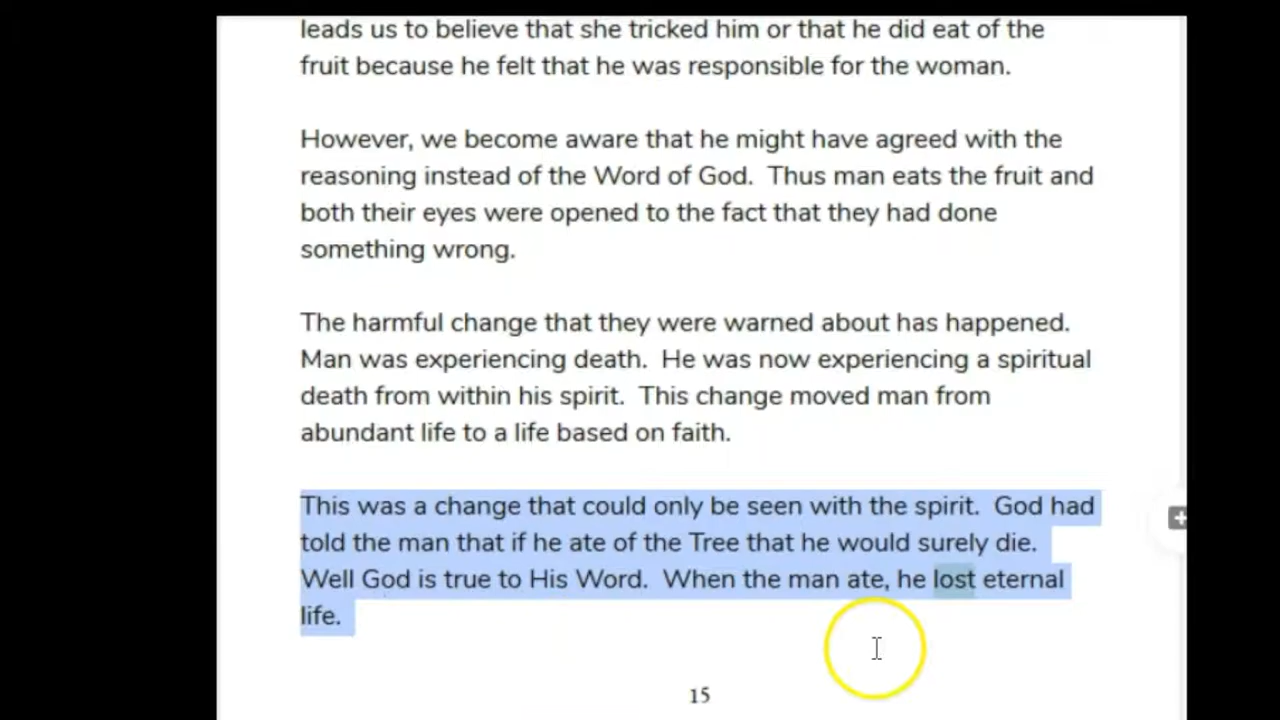 leads us to believe that she tricked him or that he did eat of the
fruit because he felt that he was responsible for the woman.
However, we become aware that he might have agreed with the
reasoning instead of the Word of God.  Thus man eats the fruit and
both their eyes were opened to the fact that they had done
something wrong.
The harmful change that they were warned about has happened.
Man was experiencing death.  He was now experiencing a spiritual
death from within his spirit.  This change moved man from
abundant life to a life based on faith.
This was a change that could only be seen with the spirit.  God had
told the man that if he ate of the Tree that he would surely die.
Well God is true to His Word.  When the man ate, he lost eternal
life.
15